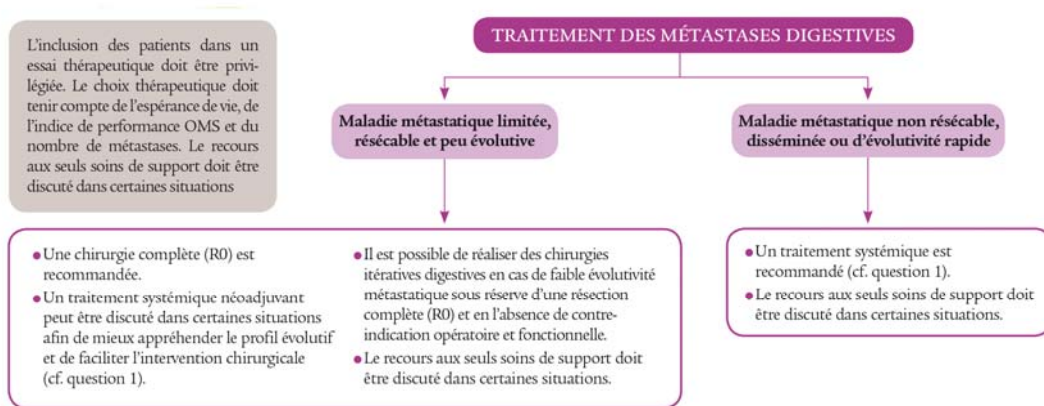 L'inclusion des patients dans un
essai thérapeutique doit être privi-
légiée. Le choix thérapeutique doit
tenir compte de l'espérance de vie, de
l'indice de performance OMS et du
nombre de métastases. Le recours
aux seuls soins de support doit être
discuté dans certaines situations
TRAITEMENT DES MÉTASTASES DIGESTIVES
Maladie métastatique limitée,
résécable et peu évolutive
Maladie métastatique non résécable,
disséminée ou d'évolutivité rapide
● Une chirurgie complète (R0) est
recommandée.
● Un traitement systémique néoadjuvant
peut être discuté dans certaines situations
afin de mieux appréhender le profil évolutif
et de faciliter l'intervention chirurgicale
(cf. question 1).
● Il est possible de réaliser des chirurgies
itératives digestives en cas de faible évolutivité
métastatique sous réserve d'une résection
complète (R0) et en l'absence de contre-
indication opératoire et fonctionnelle.
● Le recours aux seuls soins de support doit
être discuté dans certaines situations.
● Un traitement systémique est
recommandé (cf. question 1).
● Le recours aux seuls soins de support doit
être discuté dans certaines situations.